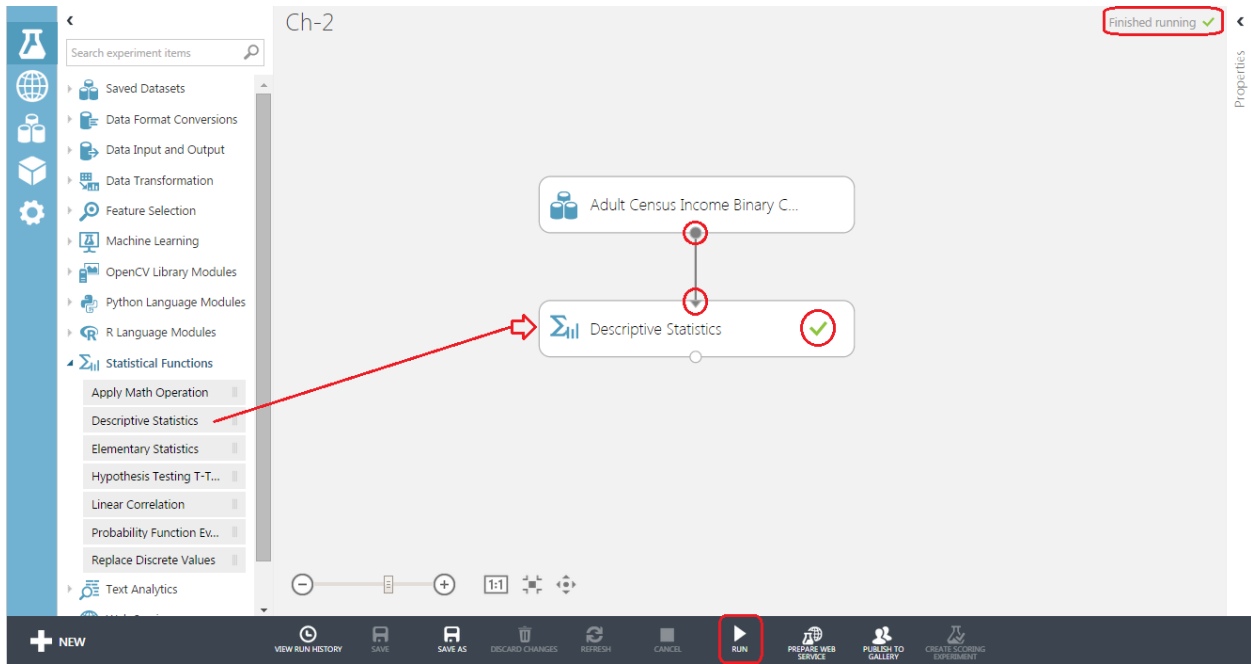 Ch-2
Finished running
Search experiment items
Properties
Saved Datasets
Data Format Conversions
Data Input and Output
Data Transformation
Feature Selection
Machine Learning
OpenCV Library Modules
Python Language Modules
R Language Modules
Statistical Functions
Apply Math Operation
Descriptive Statistics
Elementary Statistics
Hypothesis Testing T-T...
Linear Correlation
Probability Function Ev...
Replace Discrete Values
Text Analytics
Adult Census Income Binary C...
Descriptive Statistics
1:1
NEW
VIEW RUN HISTORY
SAVE
SAVE AS
DISCARD CHANGES
REFRESH
CANCEL
RUN
PREPARE WEB
SERVICE
PUBLISH TO
GALLERY
CREATE SCORING
EXPERIMENT